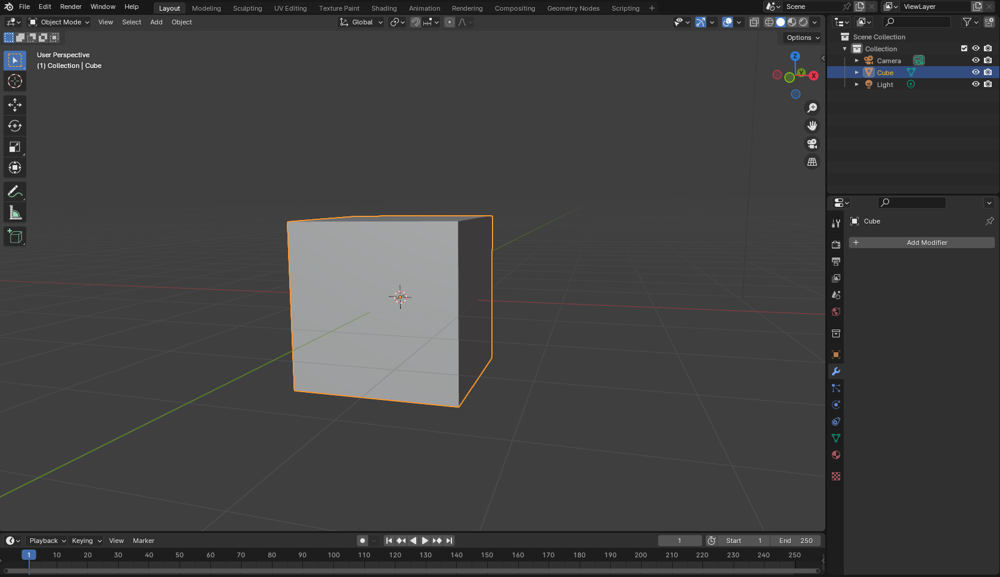 File Edit Render Window Help Layout Modeling Sculpting UV Editing Texture Paint Shading Animation Rendering Compositing Geometry Nodes Scripting + Scene ViewLayer
Object Mode View Select Add Object Global
Options
User Perspective
(1) Collection | Cube
Z
Y
X
Scene Collection
Collection
Camera
Cube
Light
Cube
+ Add Modifier
Playback Keying View Marker 1 Start 1 End 250
1 10 20 30 40 50 60 70 80 90 100 110 120 130 140 150 160 170 180 190 200 210 220 230 240 250